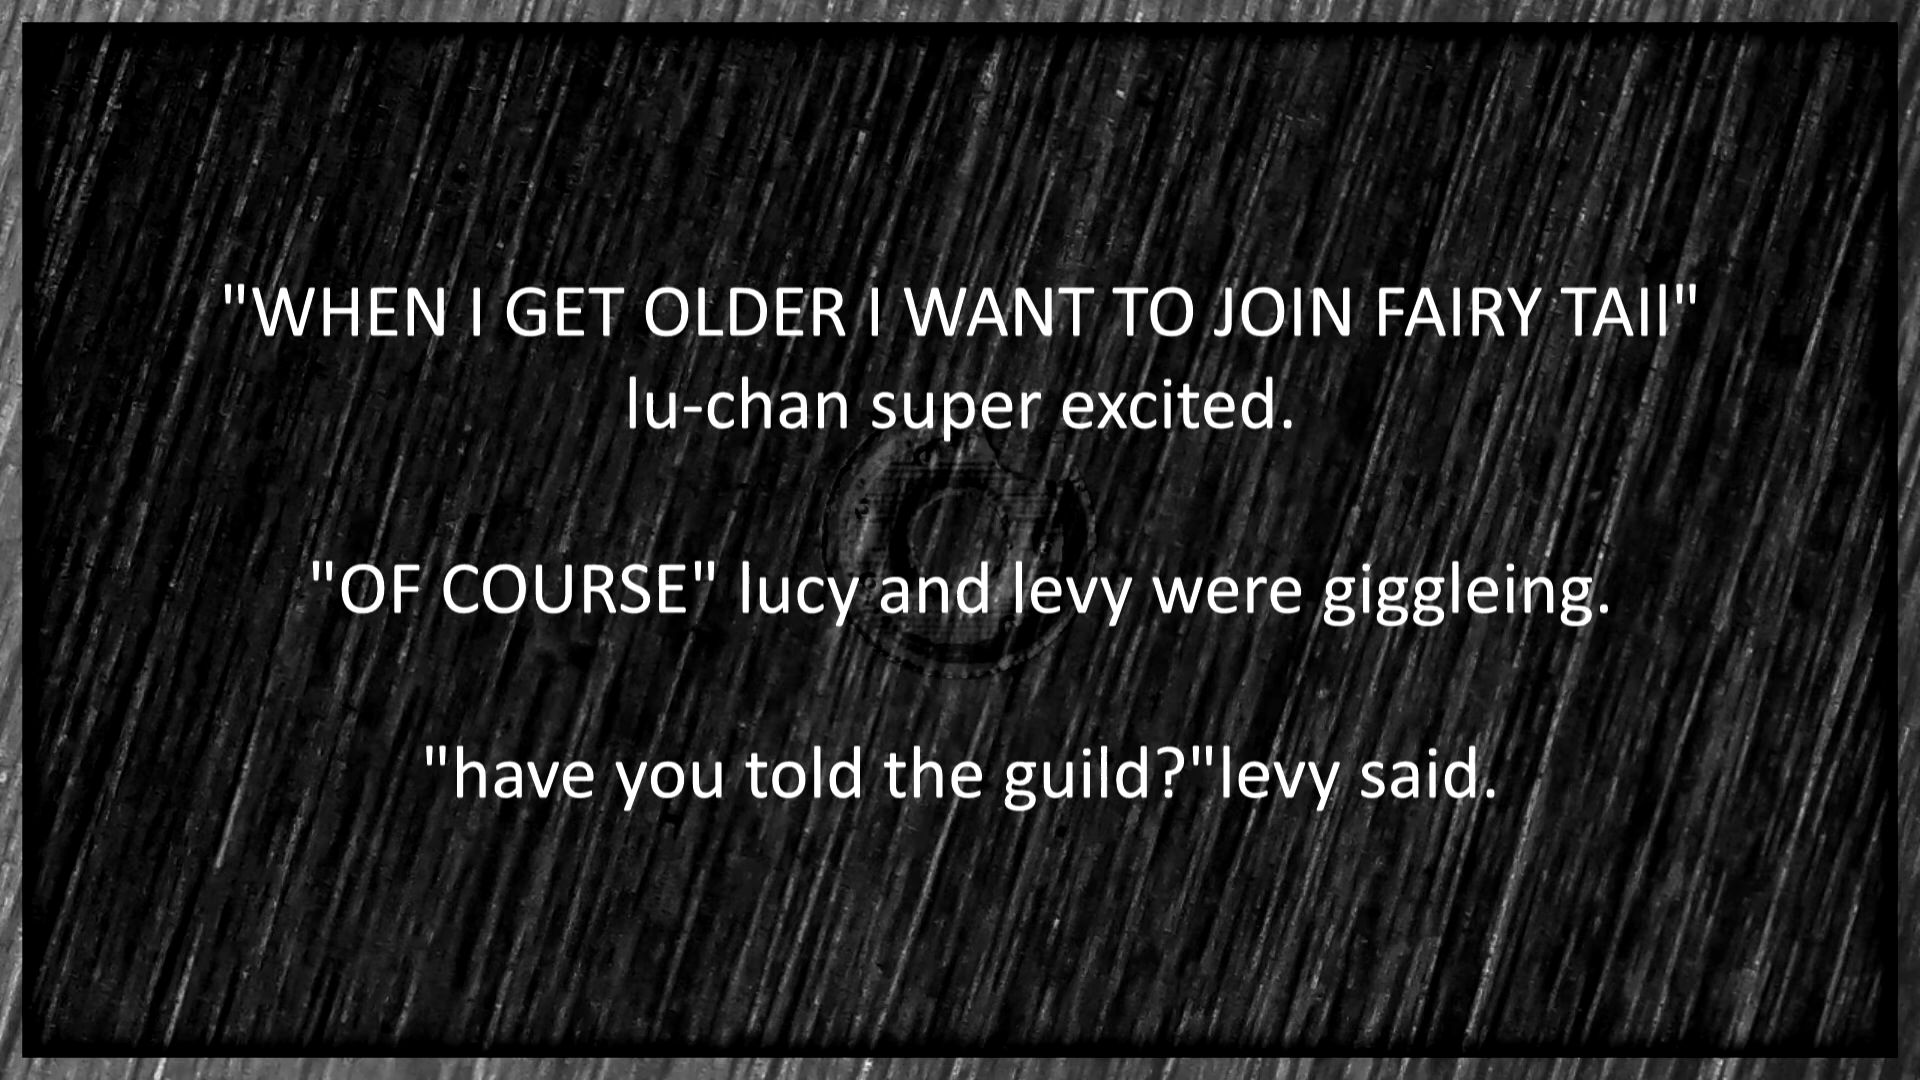 "WHEN I GET OLDER I WANT TO JOIN FAIRY TAIl"
lu-chan super excited.
"OF COURSE" lucy and levy were giggleing.
"have you told the guild?"levy said.